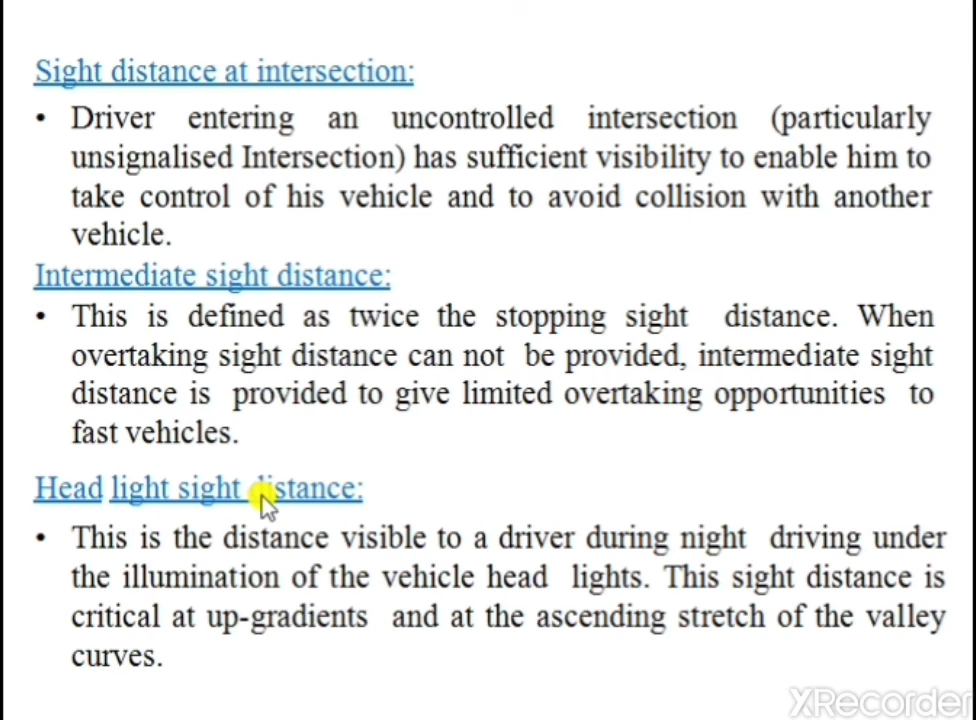 Sight distance at intersection:
• Driver entering an uncontrolled intersection (particularly
unsignalised Intersection) has sufficient visibility to enable him to
take control of his vehicle and to avoid collision with another
vehicle.
Intermediate sight distance:
• This is defined as twice the stopping sight distance. When
overtaking sight distance can not be provided, intermediate sight
distance is provided to give limited overtaking opportunities to
fast vehicles.
Head light sight distance:
• This is the distance visible to a driver during night driving under
the illumination of the vehicle head lights. This sight distance is
critical at up-gradients and at the ascending stretch of the valley
curves.
XRecorder